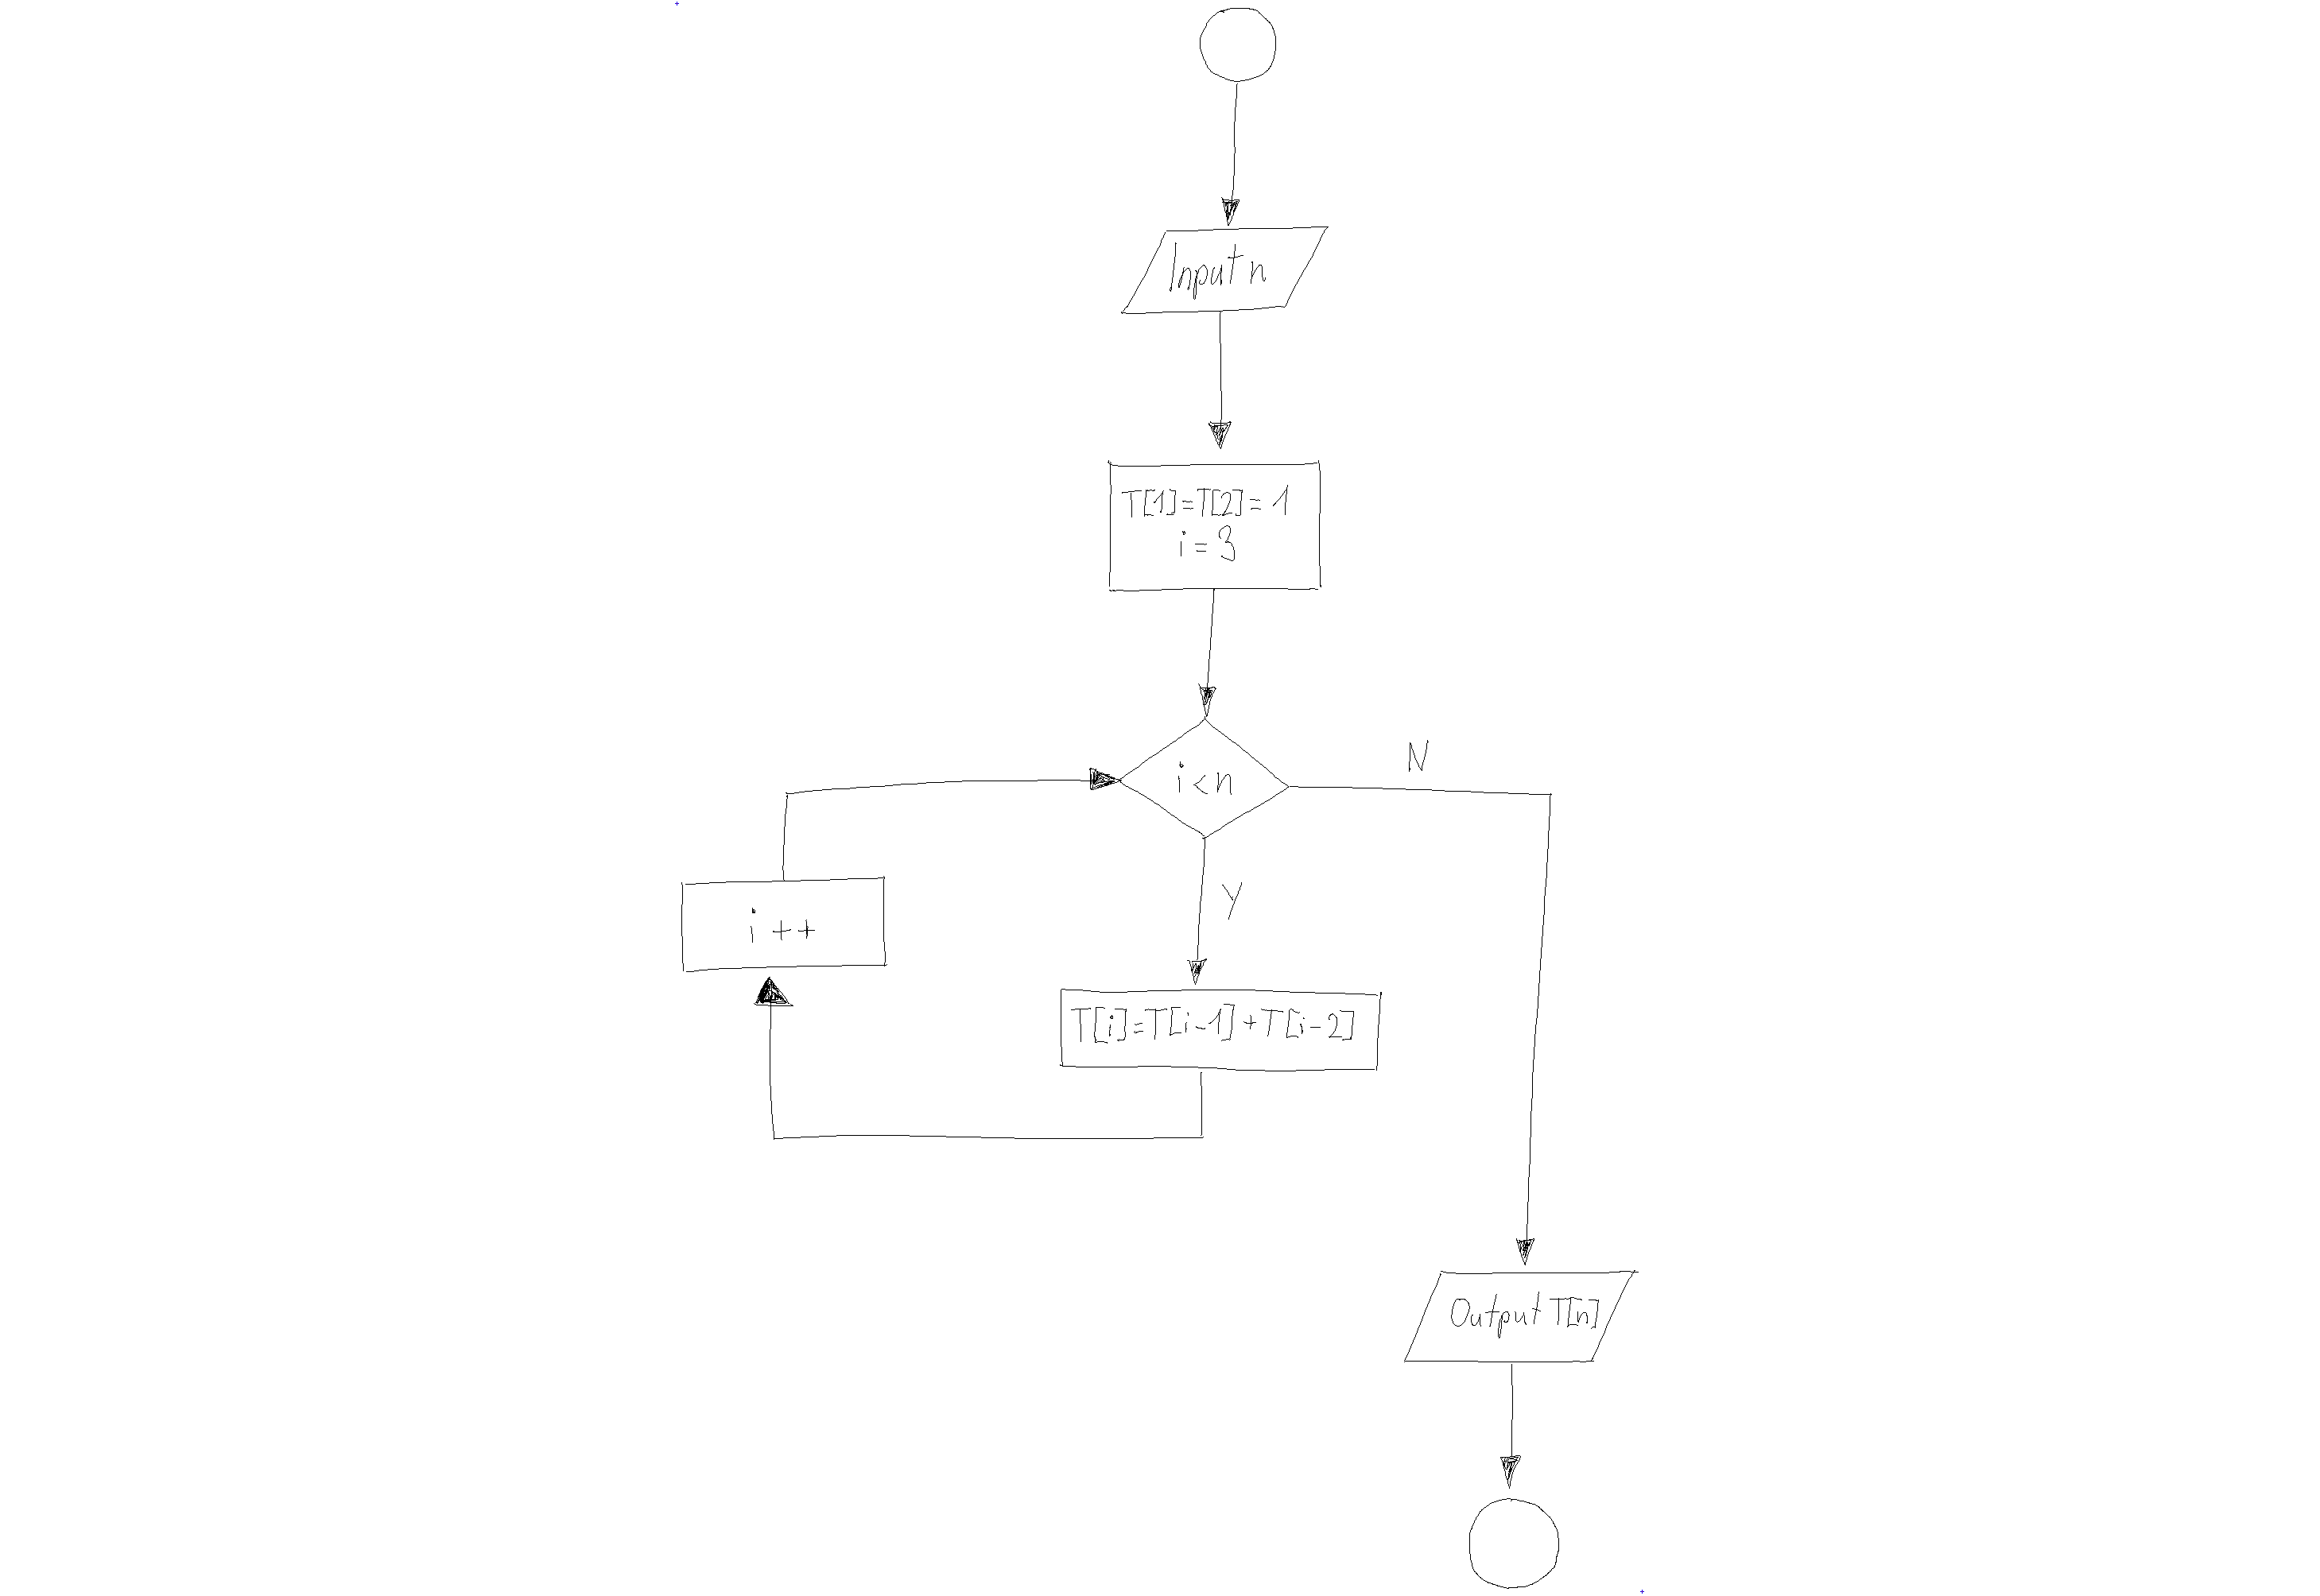 Input n
T[1]=T[2]=1
i=3
i<n
N
Y
i++
T[i]=T[i-1]+T[i-2]
Output T[n]